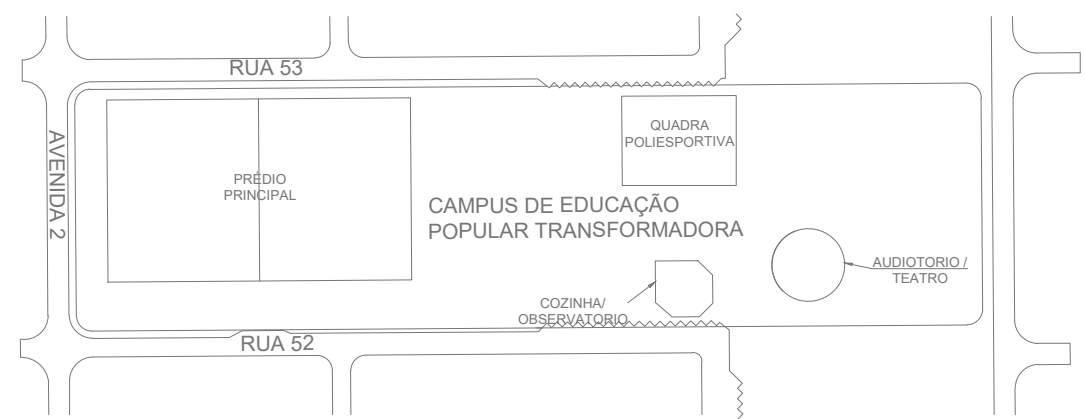 RUA 53
AVENIDA 2
PRÉDIO
PRINCIPAL
QUADRA
POLIESPORTIVA
CAMPUS DE EDUCAÇÃO
POPULAR TRANSFORMADORA
AUDIOTORIO /
TEATRO
COZINHA/
OBSERVATORIO
RUA 52